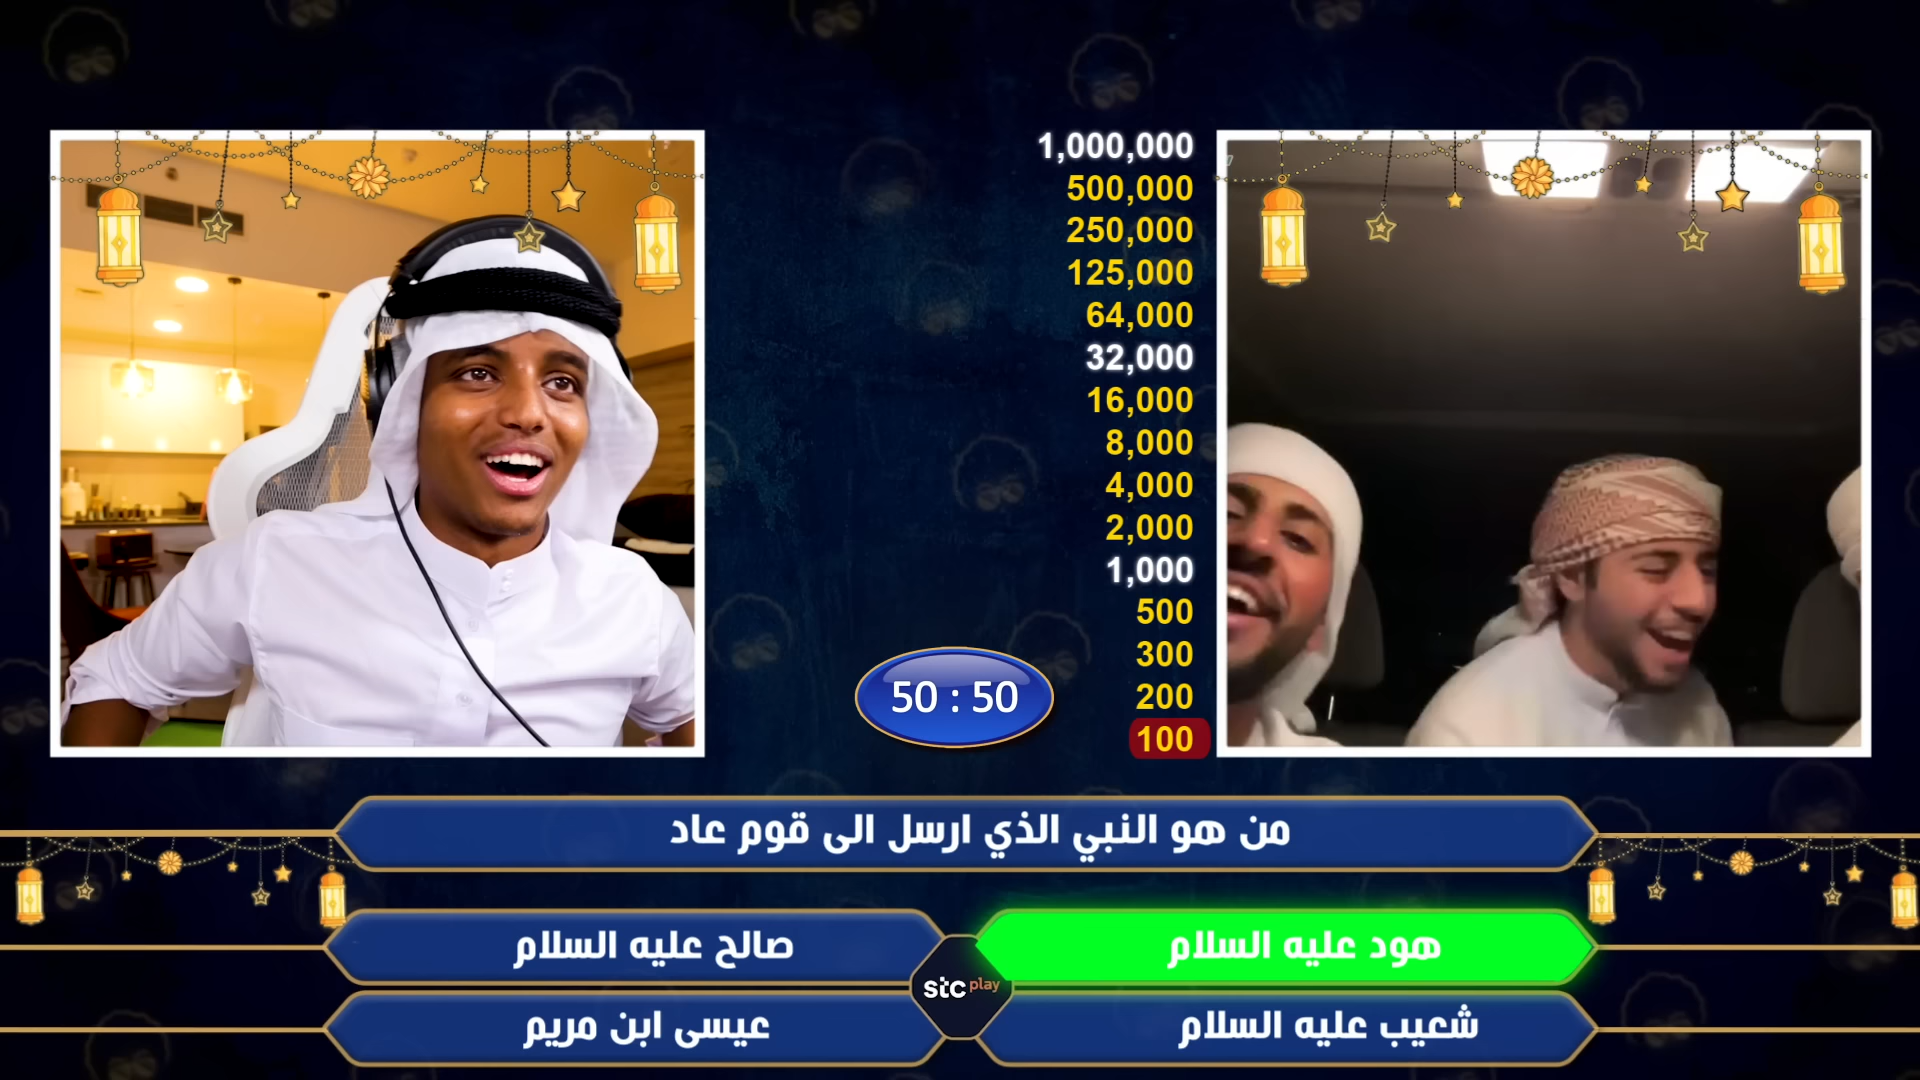 1,000,000
500,000
250,000
125,000
64,000
32,000
16,000
8,000
4,000
2,000
1,000
500
300
200
100
50 : 50
من هو النبي الذي ارسل الى قوم عاد
هود عليه السلام
صالح عليه السلام
stc play
شعيب عليه السلام
عيسى ابن مريم